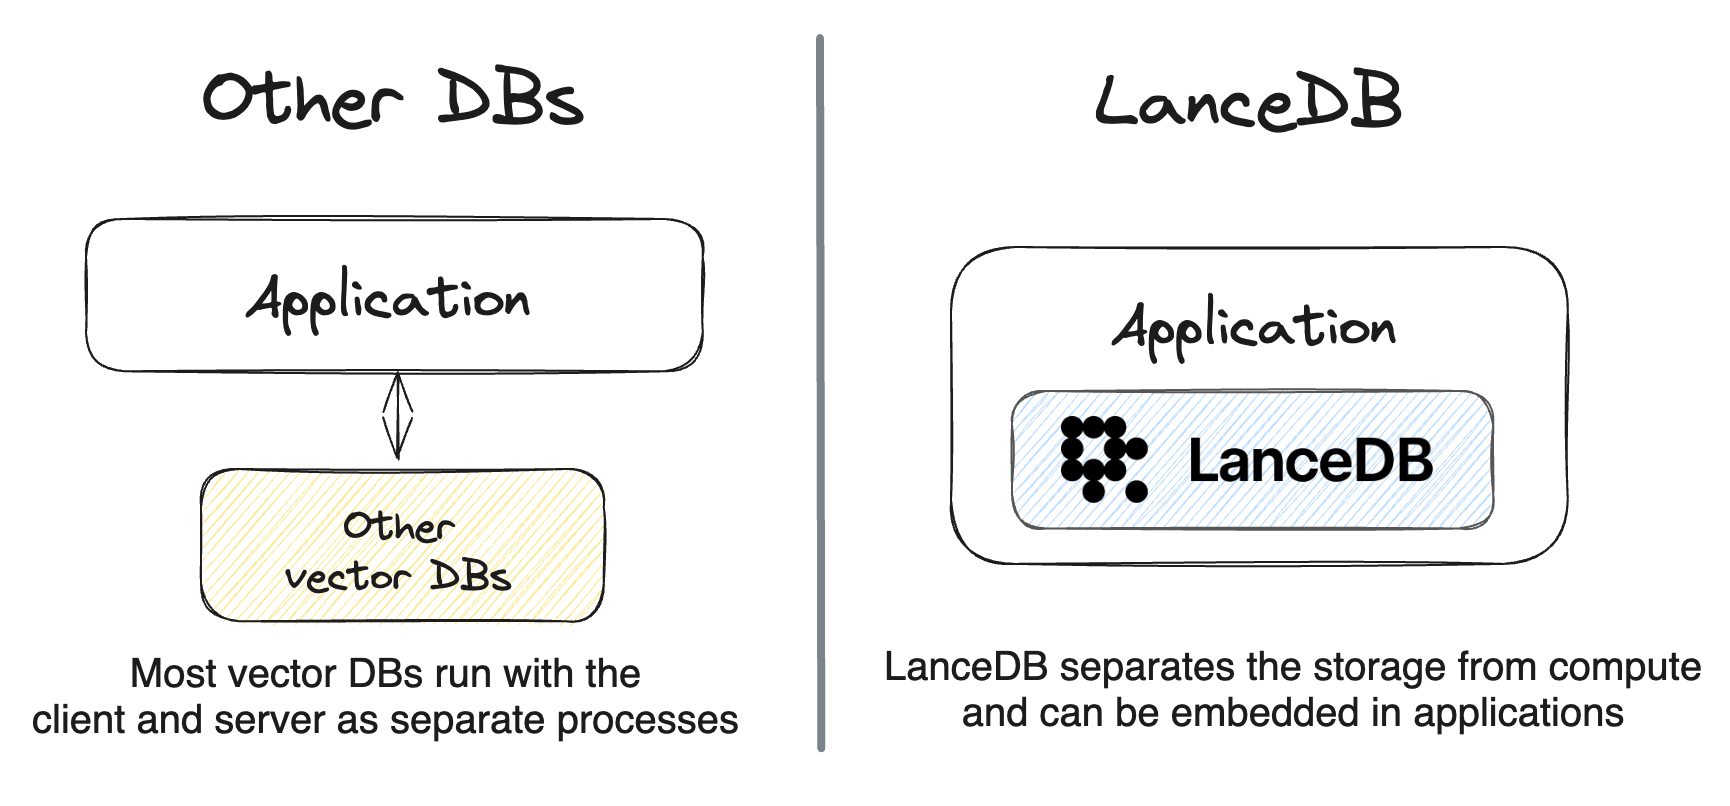 Other DBs
Application
Other
vector DBs
Most vector DBs run with the
client and server as separate processes
LanceDB
Application
LanceDB
LanceDB separates the storage from compute
and can be embedded in applications